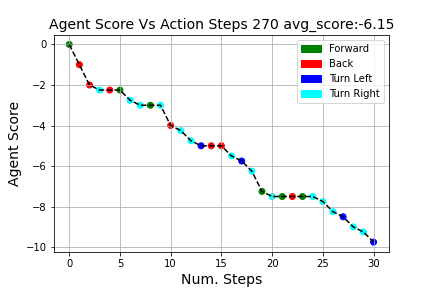 Agent Score Vs Action Steps 270 avg_score:-6.15
Agent Score
0
−2
−4
−6
−8
−10
Forward
Back
Turn Left
Turn Right
0 5 10 15 20 25 30
Num. Steps